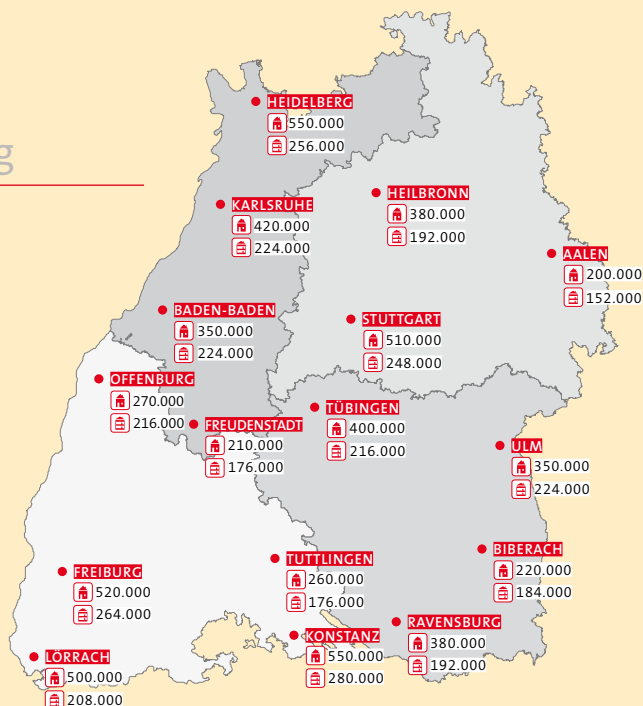 g
HEIDELBERG
550.000
256.000
KARLSRUHE
420.000
224.000
HEILBRONN
380.000
192.000
AALEN
200.000
152.000
BADEN-BADEN
350.000
224.000
STUTTGART
510.000
248.000
OFFENBURG
270.000
216.000
FREUDENSTADT
210.000
176.000
TÜBINGEN
400.000
216.000
ULM
350.000
224.000
BIBERACH
220.000
184.000
TUTTLINGEN
260.000
176.000
FREIBURG
520.000
264.000
RAVENSBURG
380.000
192.000
KONSTANZ
550.000
280.000
LÖRRACH
500.000
208.000